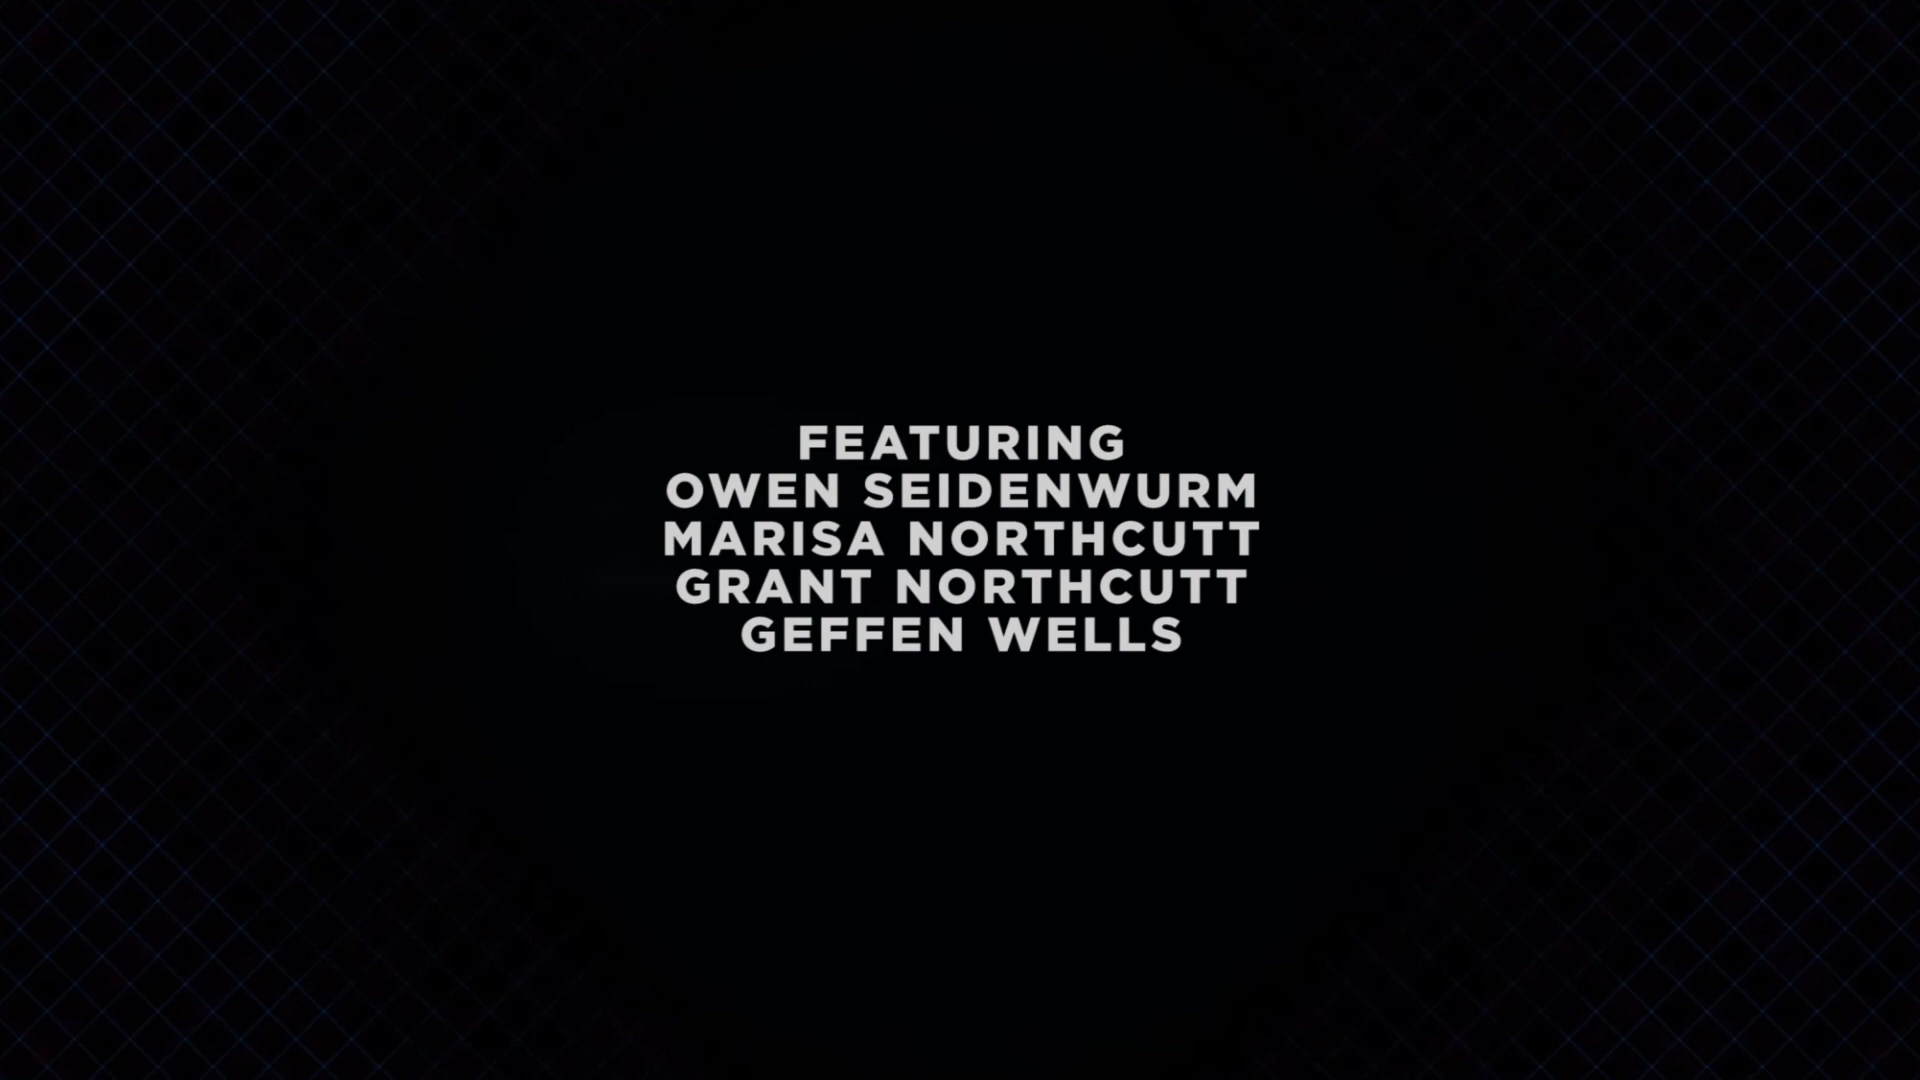 FEATURING
OWEN SEIDENWURM
MARISA NORTHCUTT
GRANT NORTHCUTT
GEFFEN WELLS